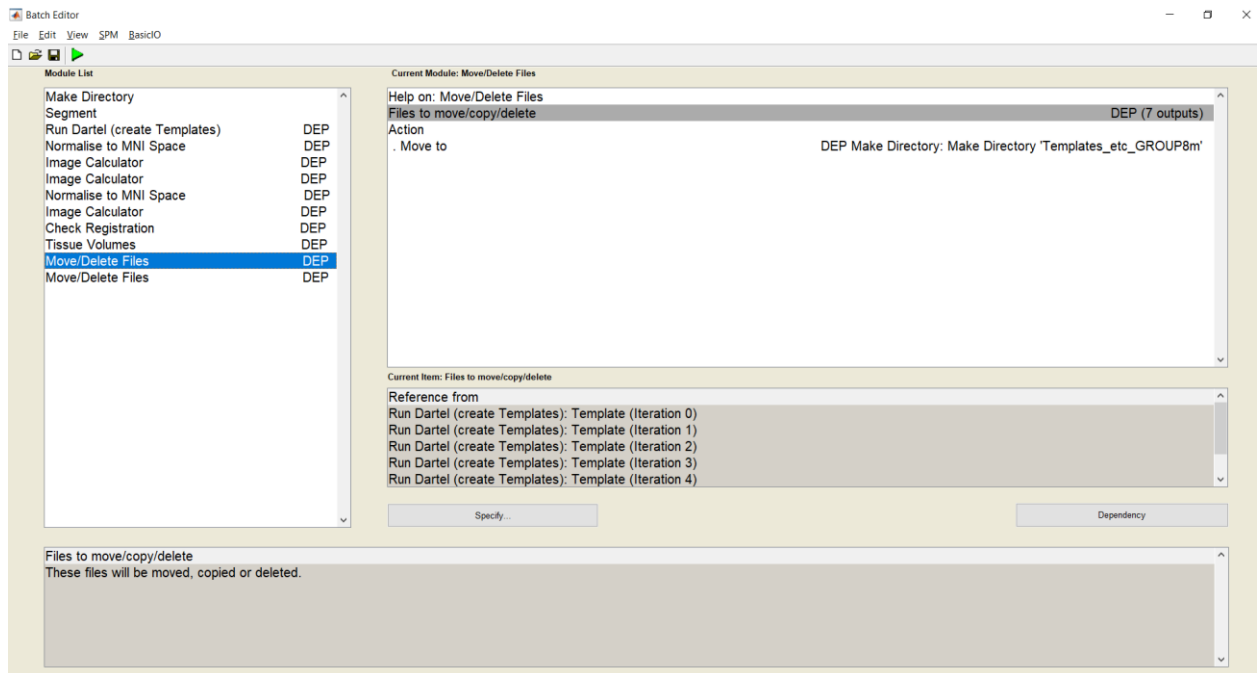 Batch Editor
File Edit View SPM BasicIO
Module List
Make Directory
Segment
Run Dartel (create Templates) DEP
Normalise to MNI Space DEP
Image Calculator DEP
Image Calculator DEP
Normalise to MNI Space DEP
Image Calculator DEP
Check Registration DEP
Tissue Volumes DEP
Move/Delete Files DEP
Move/Delete Files DEP
Current Module: Move/Delete Files
Help on: Move/Delete Files
Files to move/copy/delete DEP (7 outputs)
Action
. Move to DEP Make Directory: Make Directory 'Templates_etc_GROUP8m'
Current Item: Files to move/copy/delete
Reference from
Run Dartel (create Templates): Template (Iteration 0)
Run Dartel (create Templates): Template (Iteration 1)
Run Dartel (create Templates): Template (Iteration 2)
Run Dartel (create Templates): Template (Iteration 3)
Run Dartel (create Templates): Template (Iteration 4)
Specify... Dependency
Files to move/copy/delete
These files will be moved, copied or deleted.